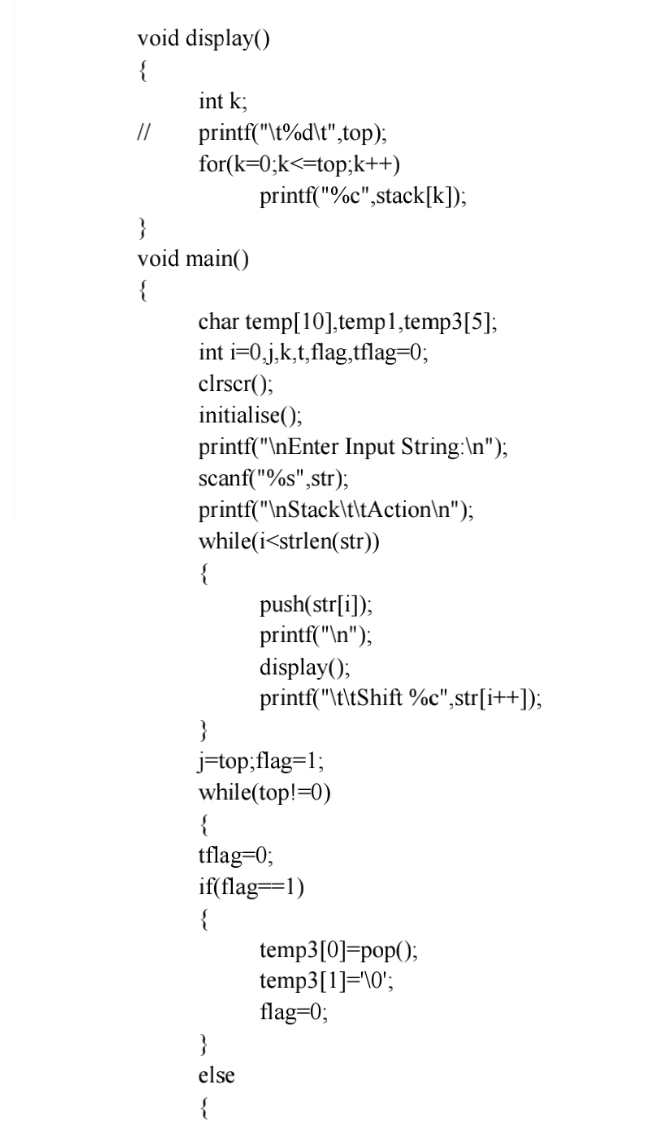 void display()
{
int k;
// printf("\t%d\t",top);
for(k=0;k<=top;k++)
printf("%c",stack[k]);
}
void main()
{
char temp[10],temp1,temp3[5];
int i=0,j,k,t,flag,tflag=0;
clrscr();
initialise();
printf("\nEnter Input String:\n");
scanf("%s",str);
printf("\nStack\t\tAction\n");
while(i<strlen(str))
{
push(str[i]);
printf("\n");
display();
printf("\t\tShift %c",str[i++]);
}
j=top;flag=1;
while(top!=0)
{
tflag=0;
if(flag==1)
{
temp3[0]=pop();
temp3[1]='\0';
flag=0;
}
else
{